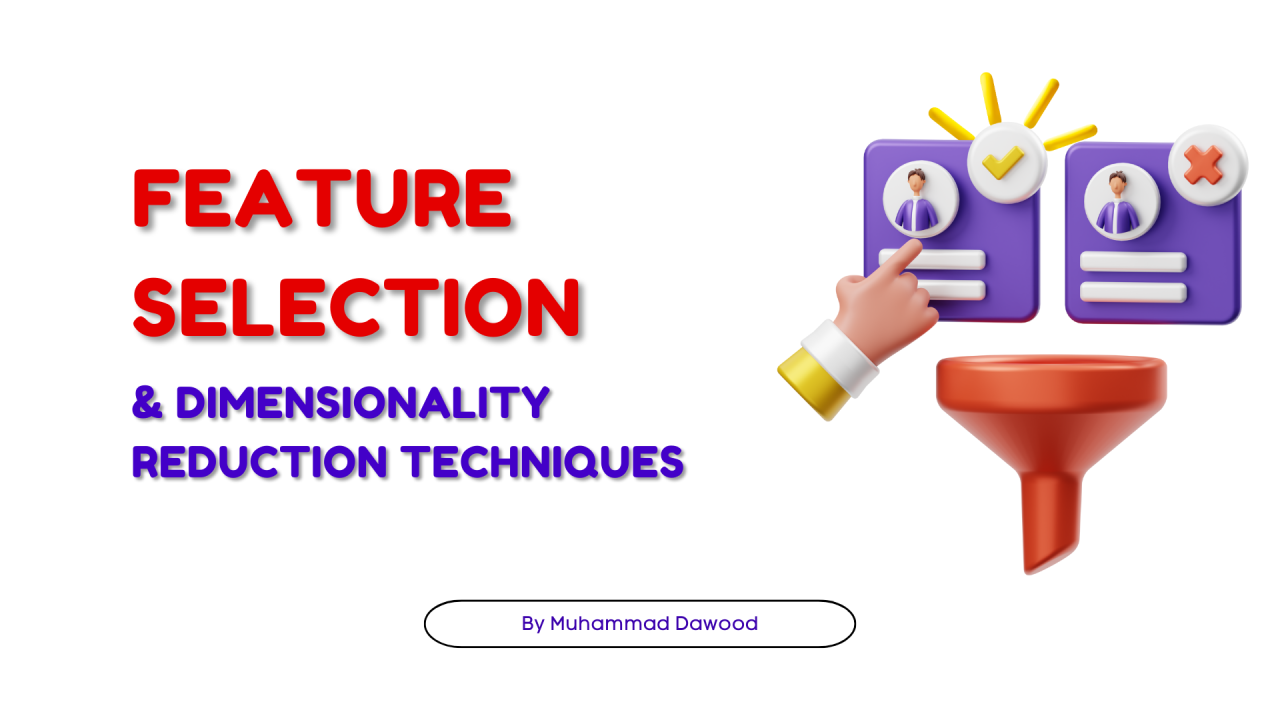 FEATURE
SELECTION
& DIMENSIONALITY
REDUCTION TECHNIQUES
By Muhammad Dawood